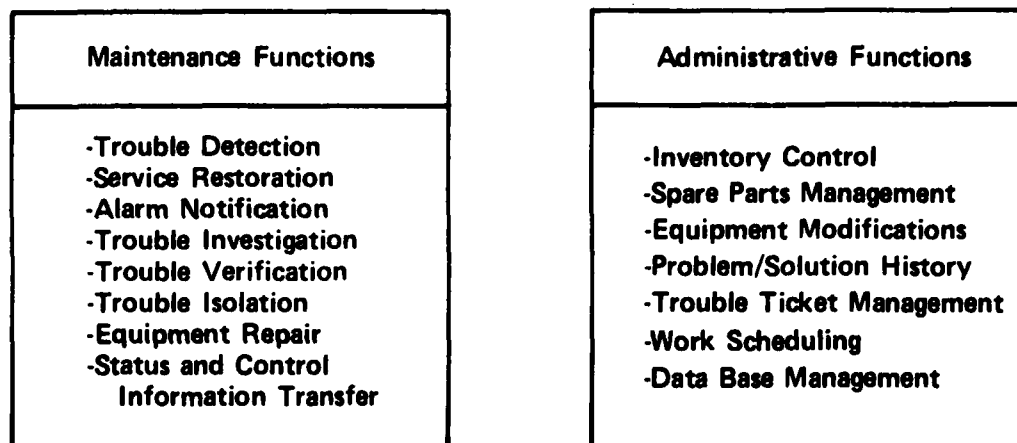 Maintenance Functions
-Trouble Detection
-Service Restoration
-Alarm Notification
-Trouble Investigation
-Trouble Verification
-Trouble Isolation
-Equipment Repair
-Status and Control
Information Transfer
Administrative Functions
-Inventory Control
-Spare Parts Management
-Equipment Modifications
-Problem/Solution History
-Trouble Ticket Management
-Work Scheduling
-Data Base Management